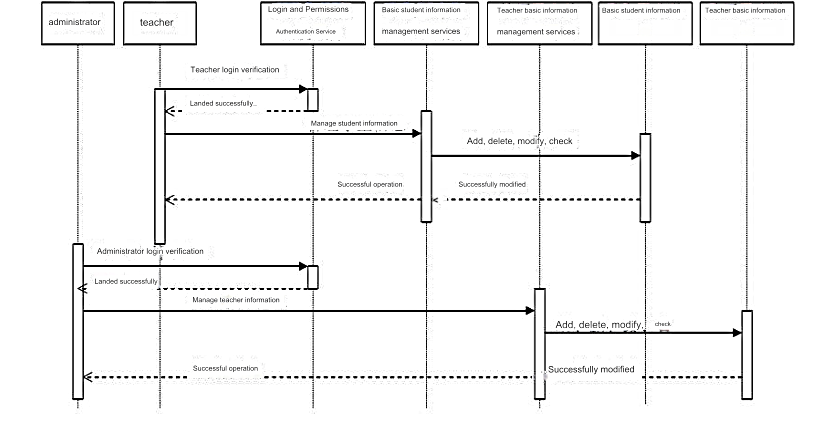 administrator
teacher
Login and Permissions
Authentication Service
Basic student information
management services
Teacher basic information
management services
Basic student information
Teacher basic information
Teacher login verification
Landed successfully..
Manage student information
Add, delete, modify, check
Successful operation
Successfully modified
Administrator login verification
Landed successfully
Manage teacher information
Add, delete, modify, check
Successful operation
Successfully modified